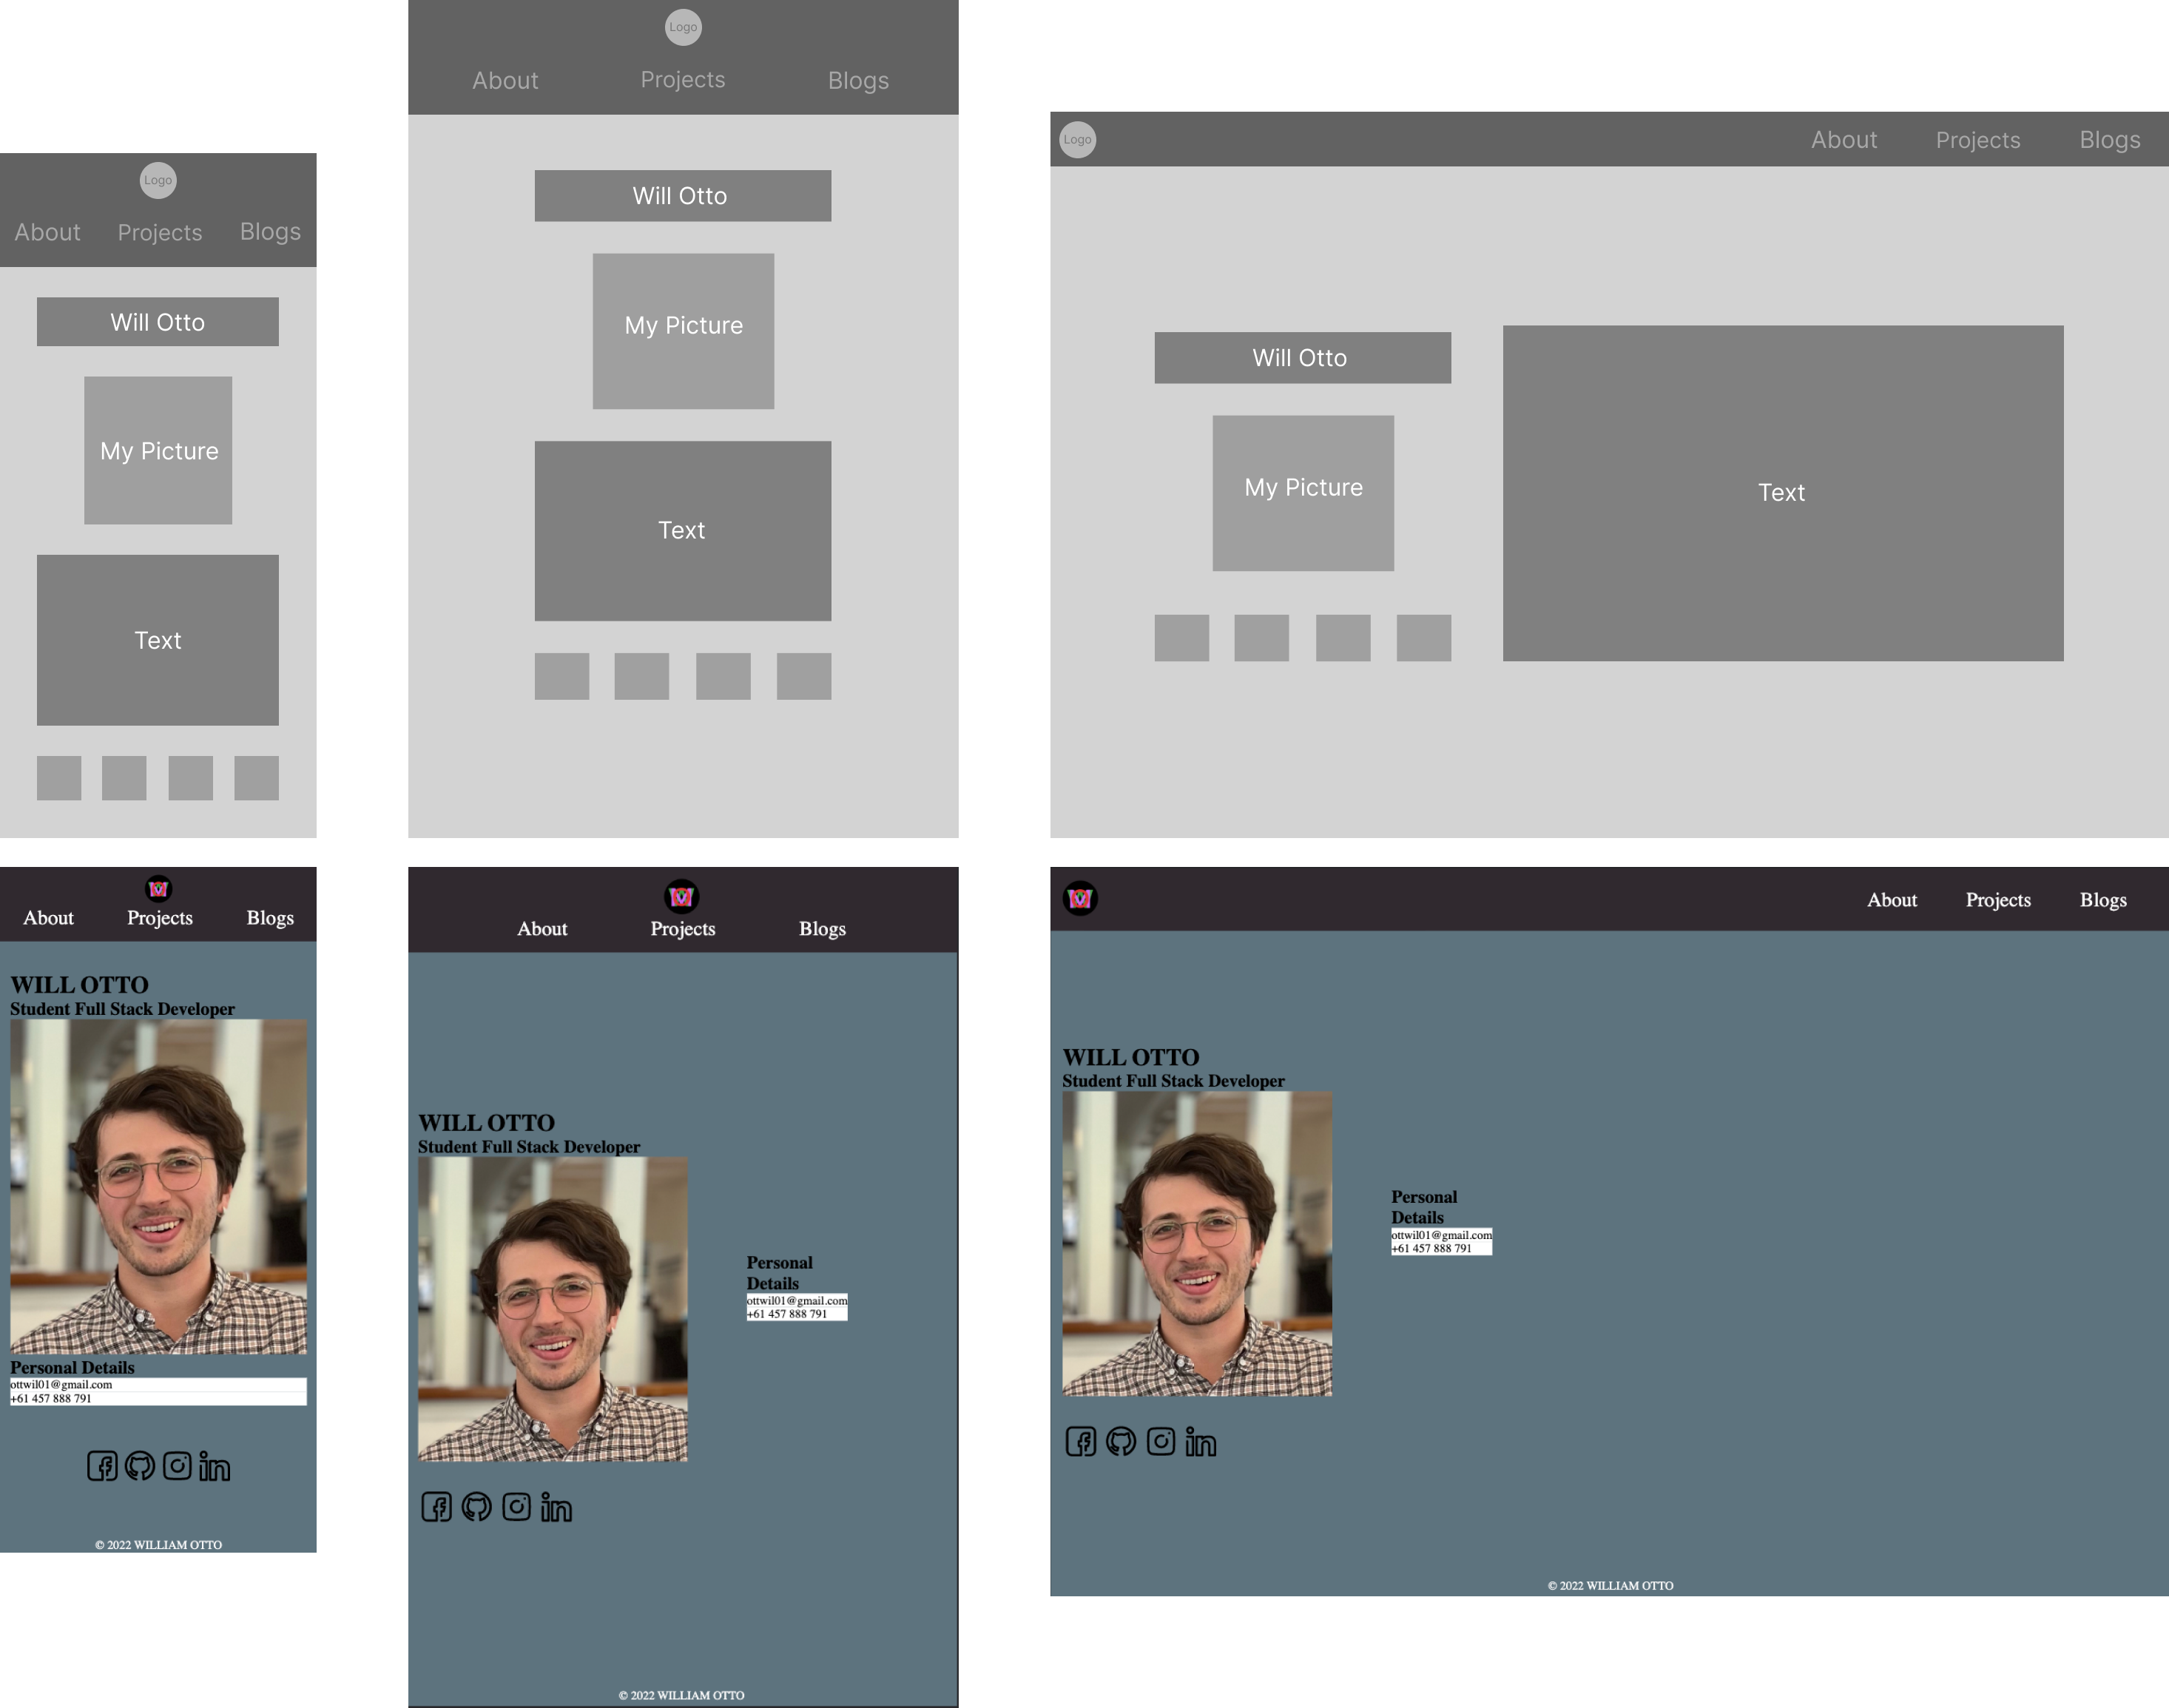 Logo
About Projects Blogs
Will Otto
My Picture
Text
Logo
About Projects Blogs
Will Otto
My Picture
Text
Logo About Projects Blogs
Will Otto
My Picture
Text
About Projects Blogs
WILL OTTO
Student Full Stack Developer
Personal Details
ottwil01@gmail.com
+61 457 888 791
© 2022 WILLIAM OTTO
About Projects Blogs
WILL OTTO
Student Full Stack Developer
Personal
Details
ottwil01@gmail.com
+61 457 888 791
© 2022 WILLIAM OTTO
About Projects Blogs
WILL OTTO
Student Full Stack Developer
Personal
Details
ottwil01@gmail.com
+61 457 888 791
© 2022 WILLIAM OTTO